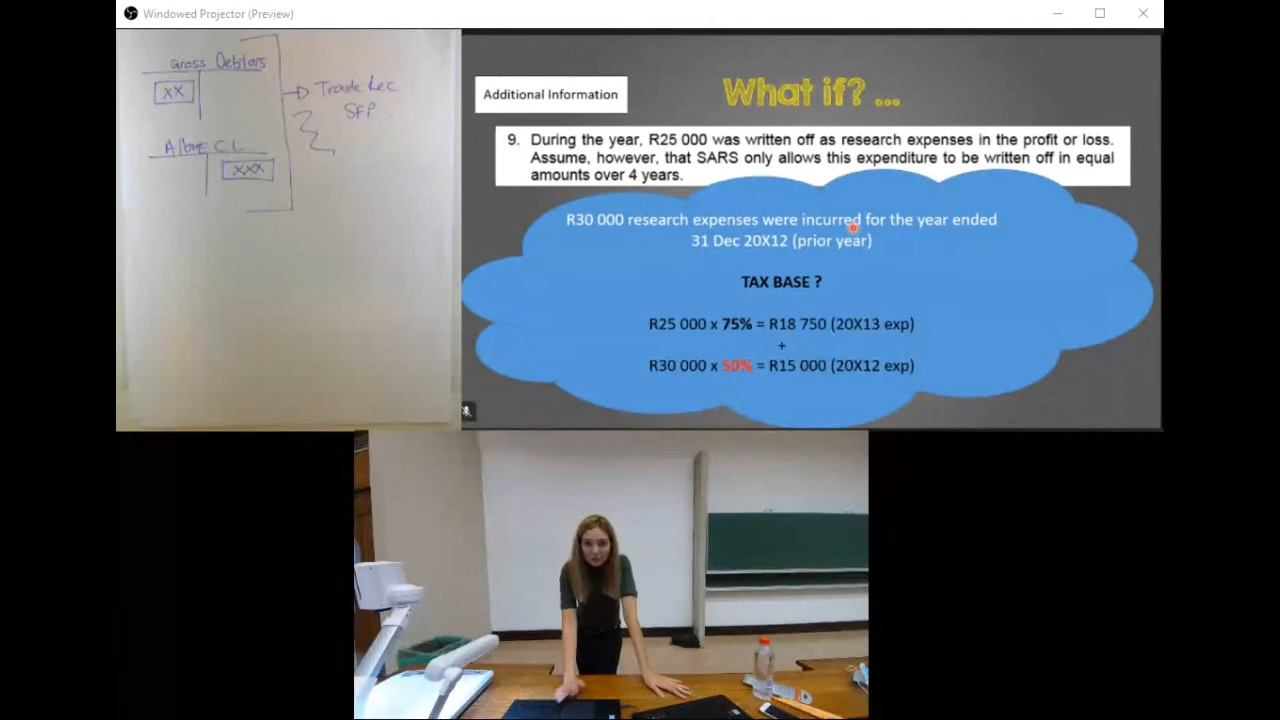 Windowed Projector (Preview)
Gross Debtors
XX
Trade Rec
SFP
C L
XXX
Additional Information
What if? ...
9. During the year, R25 000 was written off as research expenses in the profit or loss.
Assume, however, that SARS only allows this expenditure to be written off in equal
amounts over 4 years.
R30 000 research expenses were incurred for the year ended
31 Dec 20X12 (prior year)
TAX BASE ?
R25 000 x 75% = R18 750 (20X13 exp)
+
R30 000 x 50% = R15 000 (20X12 exp)